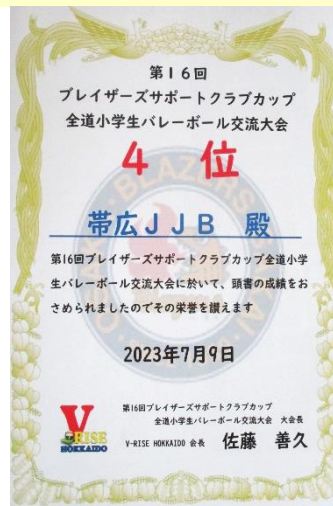 第16回
ブレイザーズサポートクラブカップ
全道小学生バレーボール交流大会
4 位
帯広JJB 殿
第16回ブレイザーズサポートクラブカップ全道小学
生バレーボール交流大会に於いて、頭書の成績をお
さめられましたのでその栄誉を讃えます
2023年7月9日
第16回ブレイザーズサポートクラブカップ
全道小学生バレーボール交流大会 大会長
V-RISE HOKKAIDO 会長 佐藤 善久
V
RISE
HOKKAIDO
BLAZERS